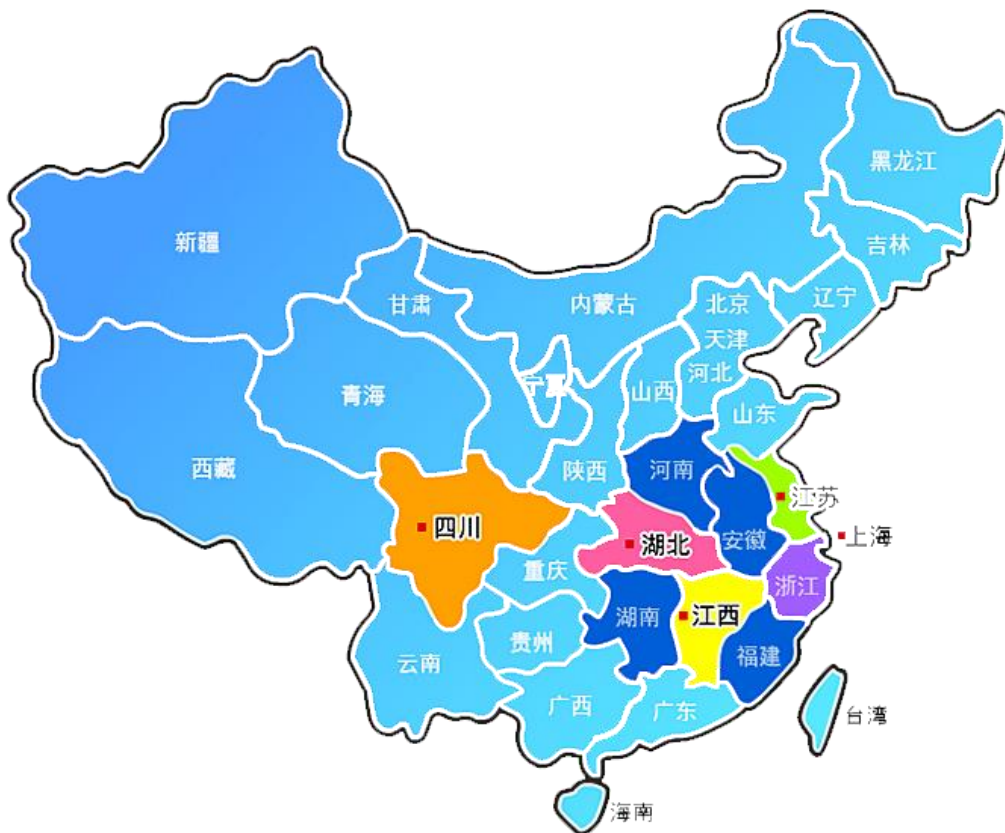 黑龙江
新疆
吉林
甘肃
内蒙古
北京
辽宁
天津
河北
宁夏
青海
山西
山东
西藏
陕西
河南
四川
江苏
湖北
安徽
上海
重庆
浙江
湖南
江西
贵州
福建
云南
广西
广东
台湾
海南